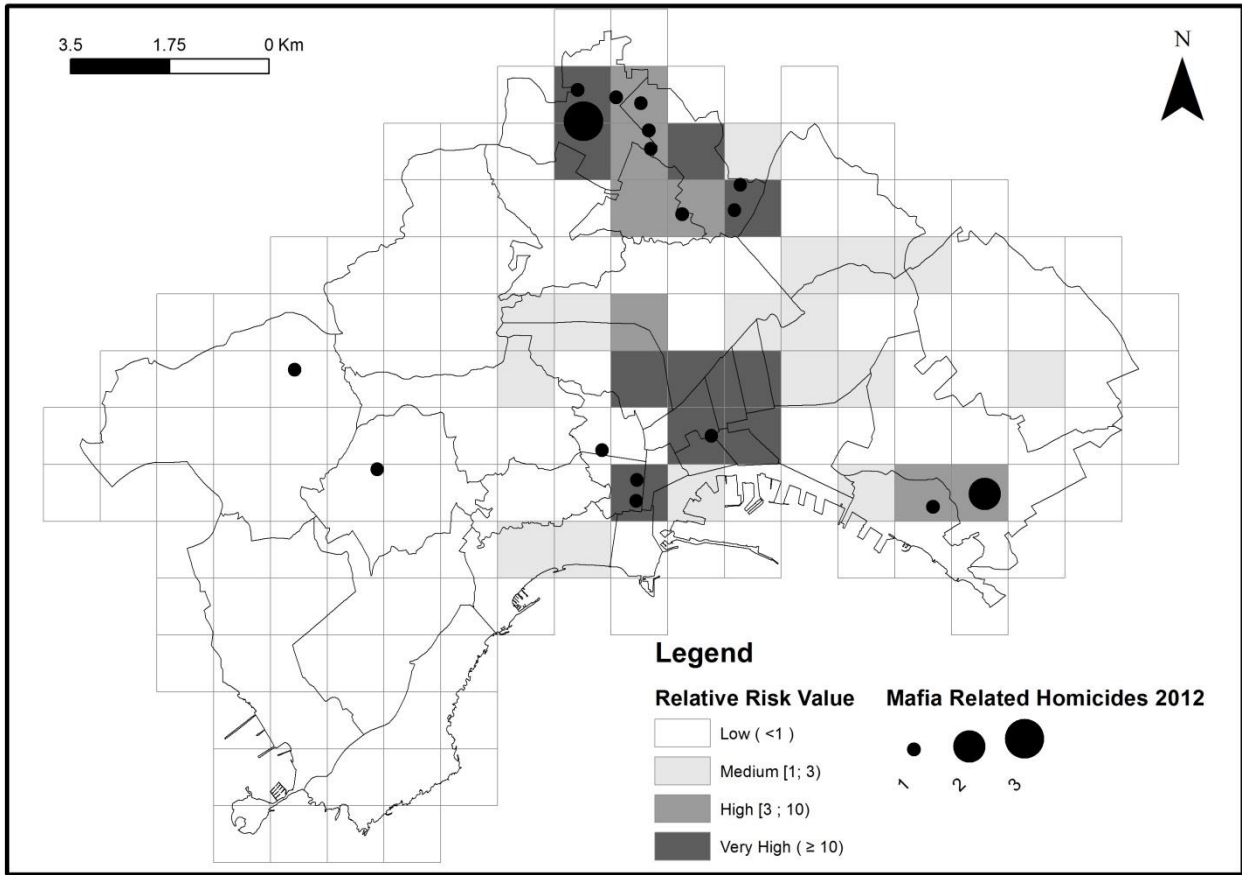 3.5 1.75 0 Km
N
Legend
Relative Risk Value
Low ( <1 )
Medium [1; 3)
High [3 ; 10)
Very High ( ≥ 10)
Mafia Related Homicides 2012
1 2 3